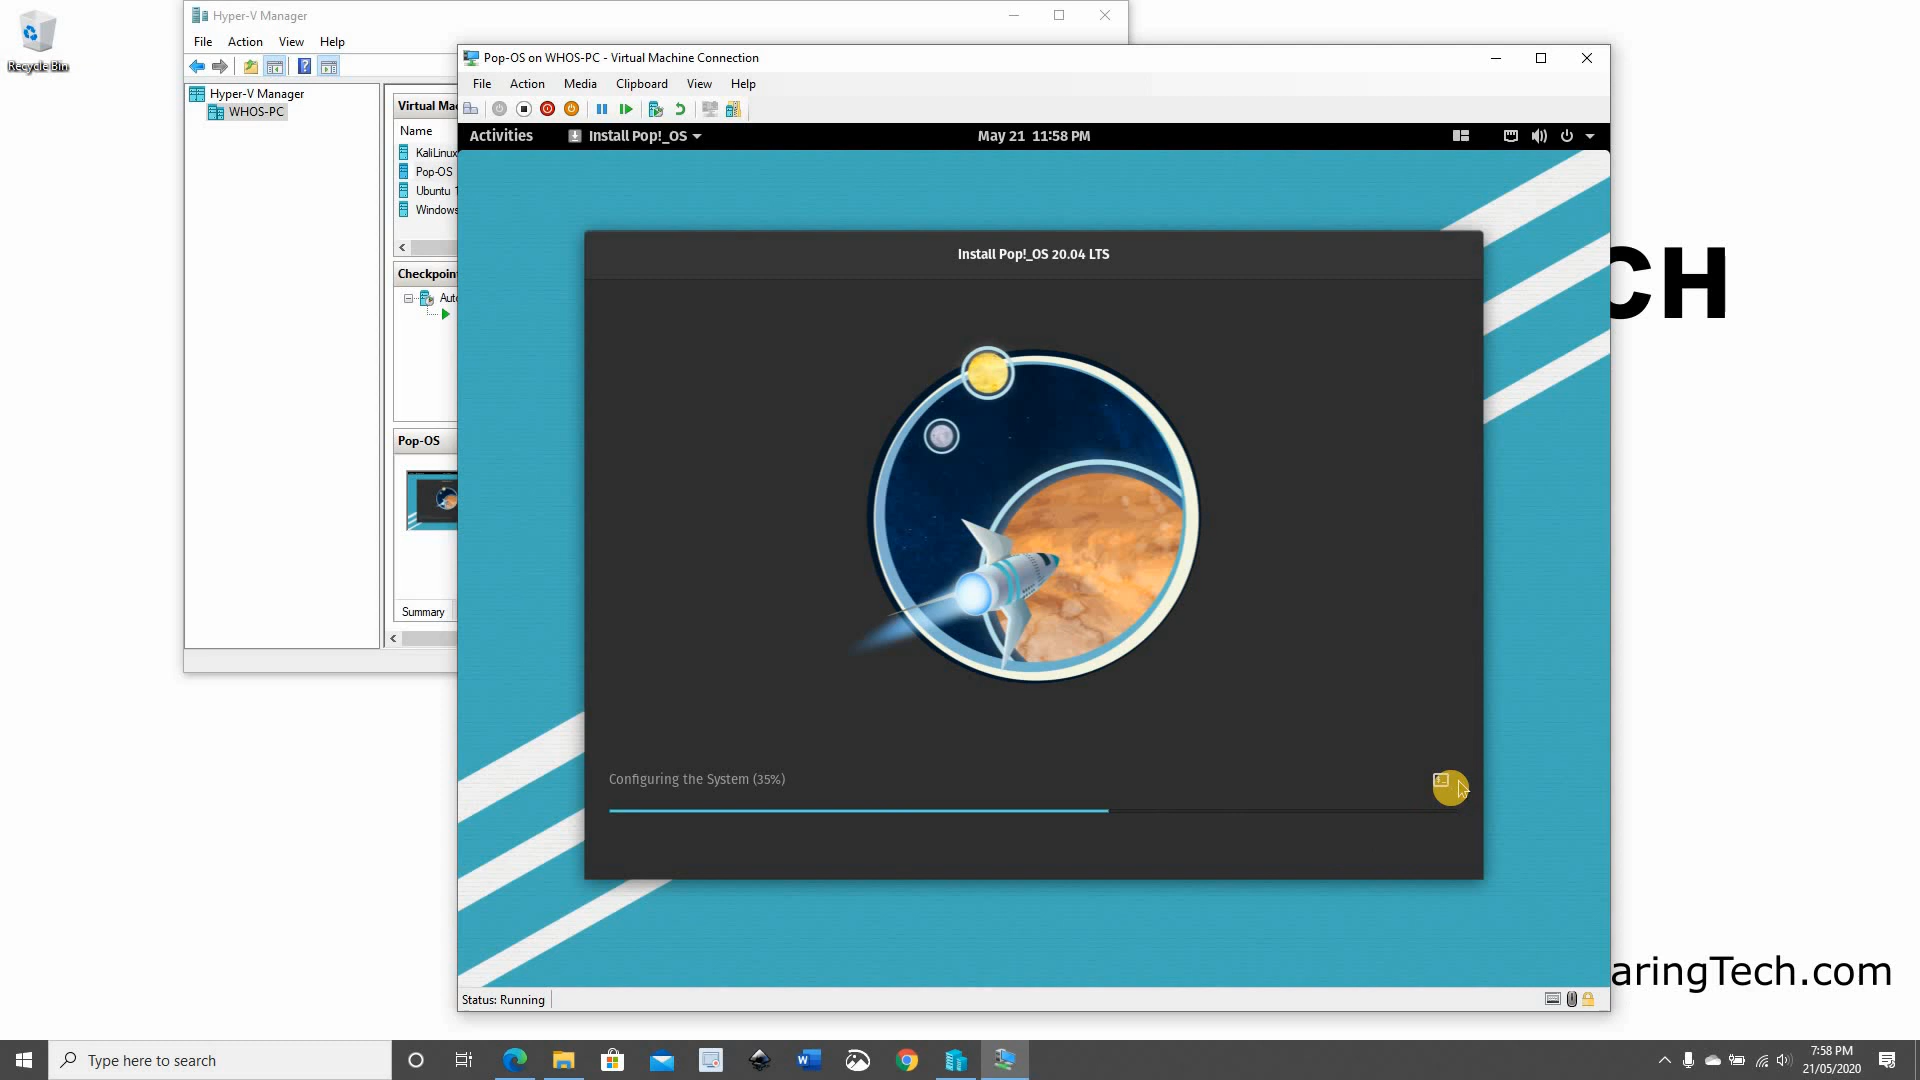 Recycle Bin
Hyper-V Manager
File Action View Help
Hyper-V Manager
WHOS-PC
Virtual Mac
Name
KaliLinux
Pop-OS
Ubuntu 1
Windows
Checkpoin
Auto
Pop-OS
Summary
Pop-OS on WHOS-PC - Virtual Machine Connection
File Action Media Clipboard View Help
Activities Install Pop!_OS May 21 11:58 PM
Install Pop!_OS 20.04 LTS
Configuring the System (35%)
Status: Running
CH
aringTech.com
Type here to search
7:58 PM
21/05/2020